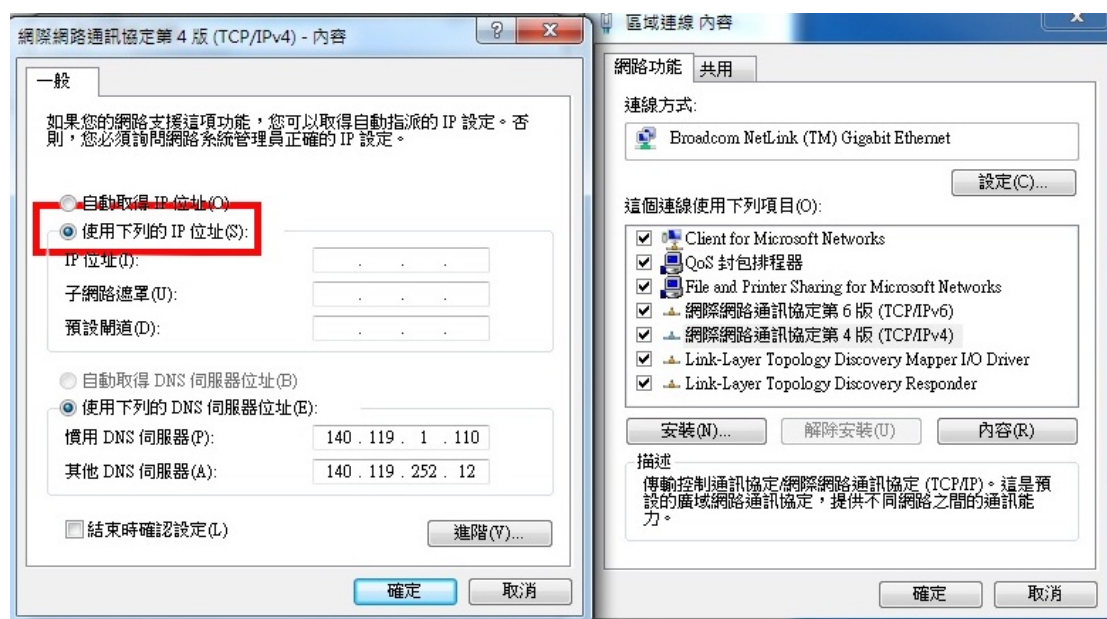 網際網路通訊協定第 4 版 (TCP/IPv4) - 內容
一般
如果您的網路支援這項功能，您可以取得自動指派的 IP 設定。否
則，您必須詢問網路系統管理員正確的 IP 設定。
自動取得 IP 位址(O)
使用下列的 IP 位址(S):
IP 位址(I):
. . .
子網路遮罩(U):
. . .
預設閘道(D):
. . .
自動取得 DNS 伺服器位址(B)
使用下列的 DNS 伺服器位址(E):
慣用 DNS 伺服器(P):
140 . 119 . 1 . 110
其他 DNS 伺服器(A):
140 . 119 . 252 . 12
結束時確認設定(L)
進階(V)...
確定
取消
區域連線 內容
網路功能
共用
連線方式:
Broadcom NetLink (TM) Gigabit Ethernet
設定(C)...
這個連線使用下列項目(O):
Client for Microsoft Networks
QoS 封包排程器
File and Printer Sharing for Microsoft Networks
網際網路通訊協定第 6 版 (TCP/IPv6)
網際網路通訊協定第 4 版 (TCP/IPv4)
Link-Layer Topology Discovery Mapper I/O Driver
Link-Layer Topology Discovery Responder
安裝(N)...
解除安裝(U)
內容(R)
描述
傳輸控制通訊協定/網際網路通訊協定 (TCP/IP)。這是預
設的廣域網路通訊協定，提供不同網路之間的通訊能
力。
確定
取消